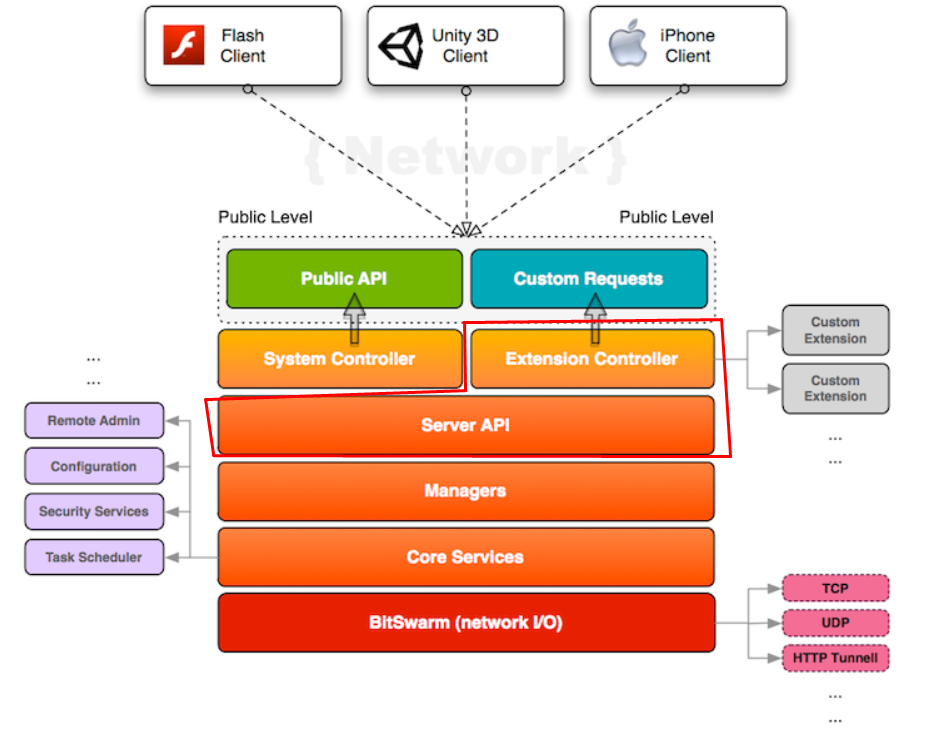 Flash
Client
Unity 3D
Client
iPhone
Client
{ Network }
Public Level
Public Level
Public API
Custom Requests
System Controller
Extension Controller
Custom
Extension
Custom
Extension
...
...
...
...
Server API
Remote Admin
Configuration
Security Services
Task Scheduler
Managers
Core Services
BitSwarm (network I/O)
TCP
UDP
HTTP Tunnell
...
...